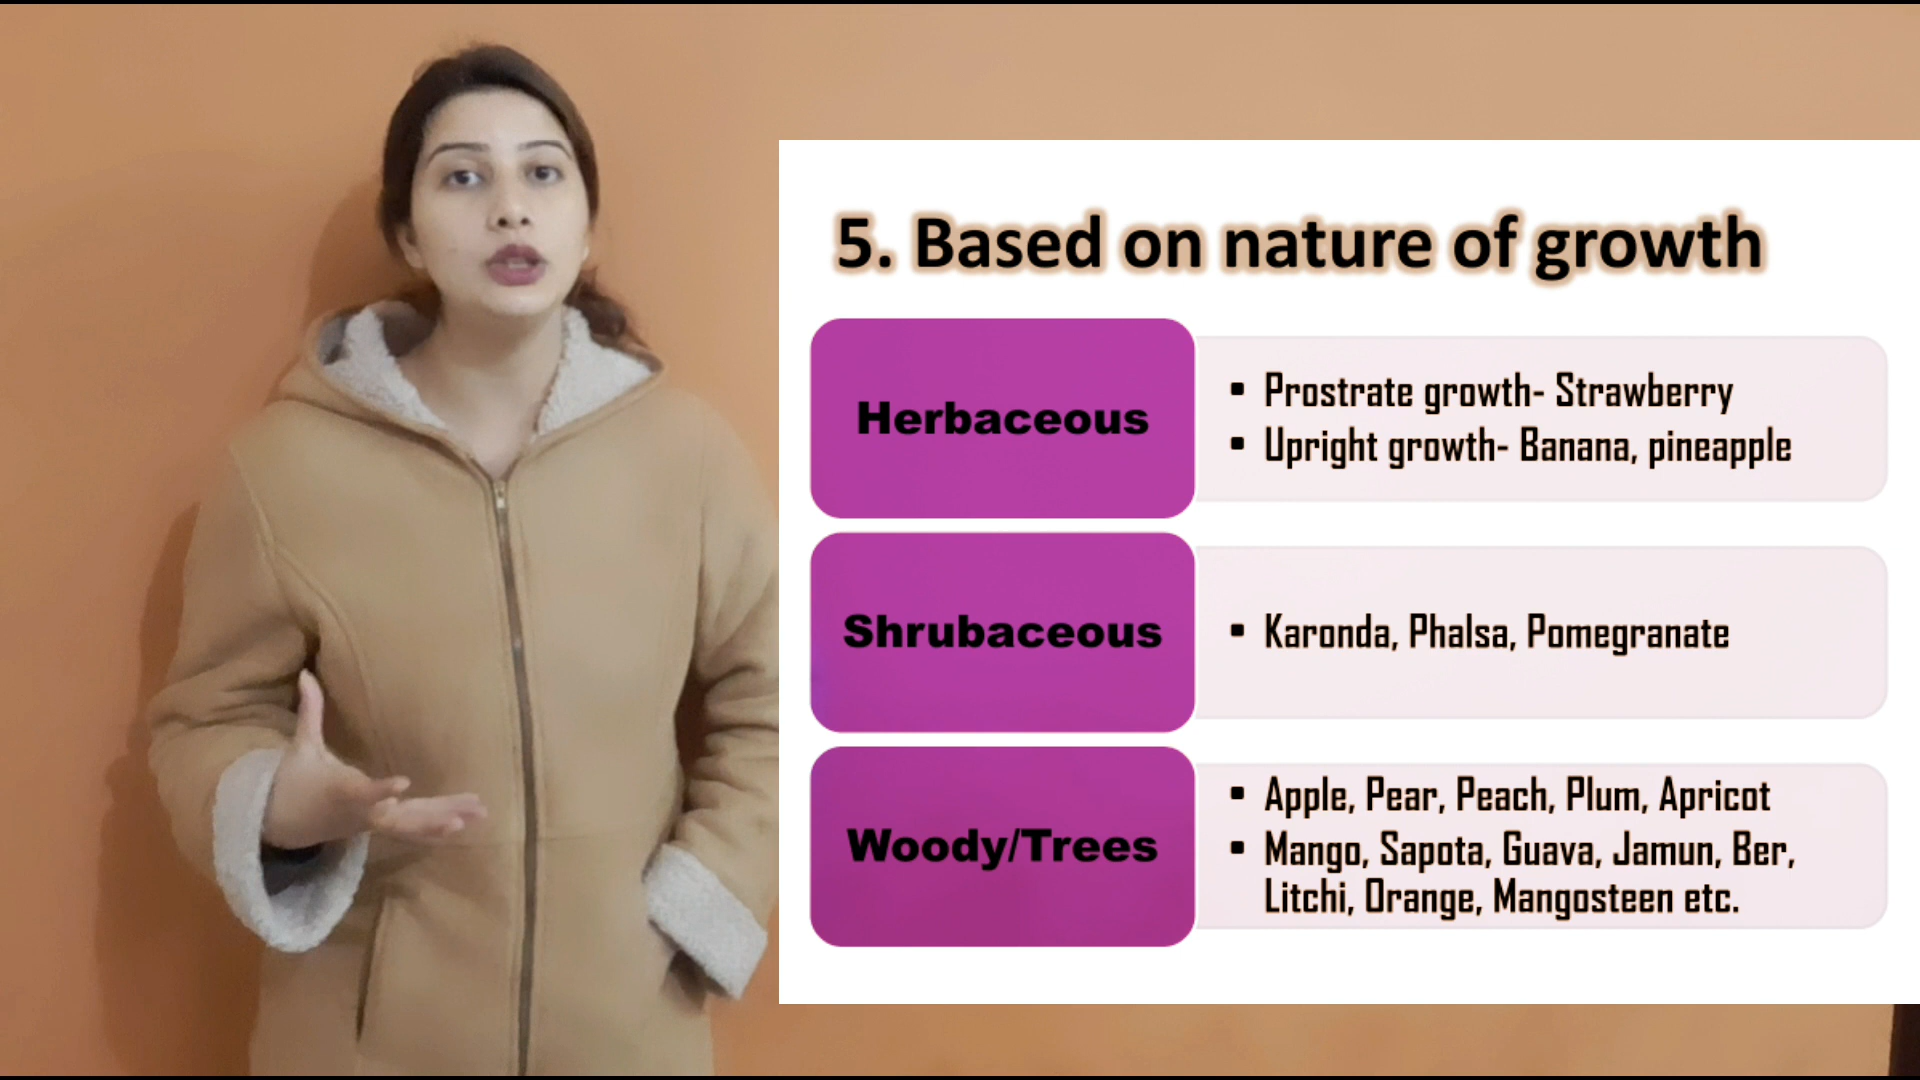 5. Based on nature of growth
Herbaceous
▪ Prostrate growth- Strawberry
▪ Upright growth- Banana, pineapple
Shrubaceous
▪ Karonda, Phalsa, Pomegranate
Woody/Trees
▪ Apple, Pear, Peach, Plum, Apricot
▪ Mango, Sapota, Guava, Jamun, Ber,
Litchi, Orange, Mangosteen etc.